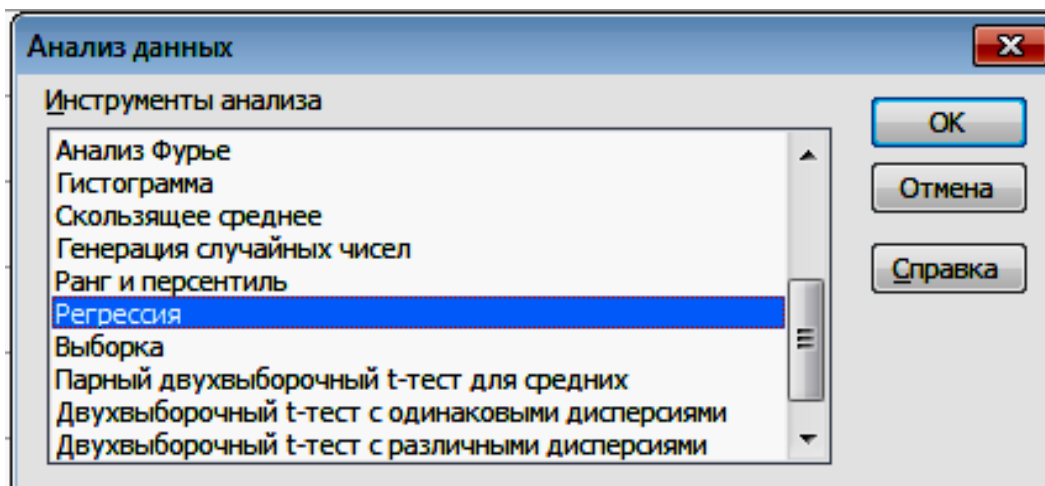 Анализ данных
Инструменты анализа
Анализ Фурье
Гистограмма
Скользящее среднее
Генерация случайных чисел
Ранг и персентиль
Регрессия
Выборка
Парный двухвыборочный t-тест для средних
Двухвыборочный t-тест с одинаковыми дисперсиями
Двухвыборочный t-тест с различными дисперсиями
ОК
Отмена
Справка